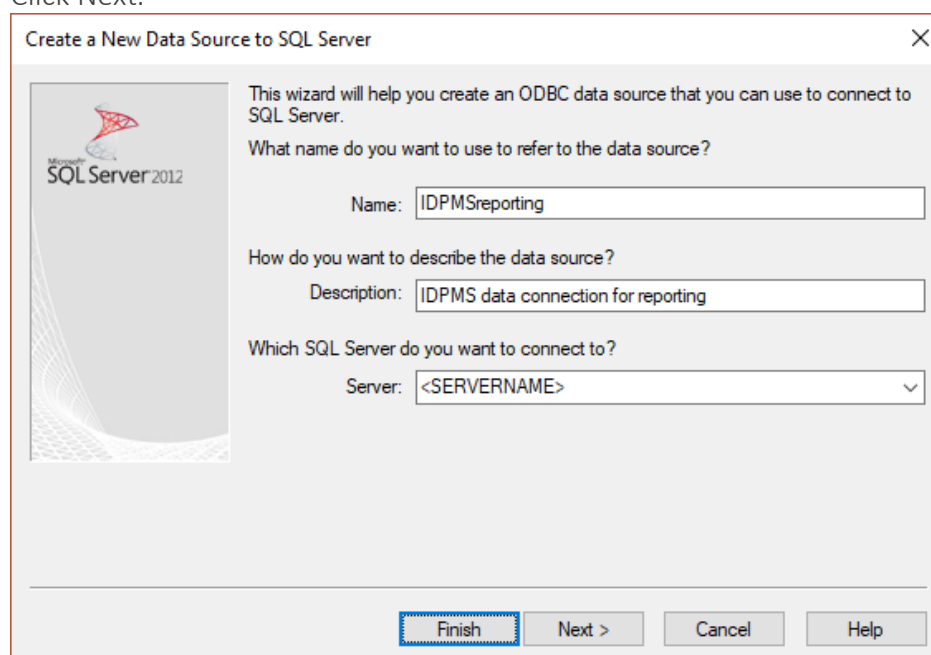 Click Next.
Create a New Data Source to SQL Server
Microsoft®
SQL Server® 2012
This wizard will help you create an ODBC data source that you can use to connect to
SQL Server.
What name do you want to use to refer to the data source?
Name: IDPMSreporting
How do you want to describe the data source?
Description: IDPMS data connection for reporting
Which SQL Server do you want to connect to?
Server: <SERVERNAME>
Finish Next > Cancel Help